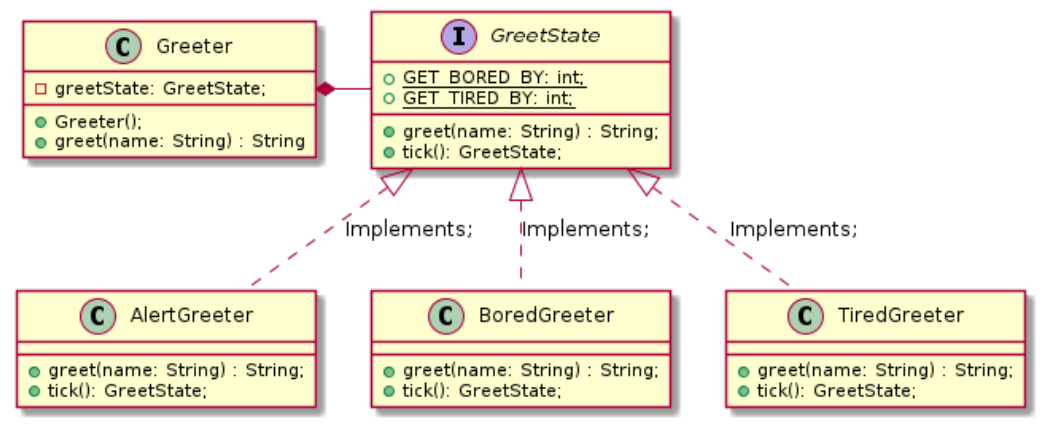 C Greeter
greetState: GreetState;
Greeter();
greet(name: String) : String
I GreetState
GET_BORED_BY: int;
GET_TIRED_BY: int;
greet(name: String) : String;
tick(): GreetState;
Implements;
Implements;
Implements;
C AlertGreeter
greet(name: String) : String;
tick(): GreetState;
C BoredGreeter
greet(name: String) : String;
tick(): GreetState;
C TiredGreeter
greet(name: String) : String;
tick(): GreetState;